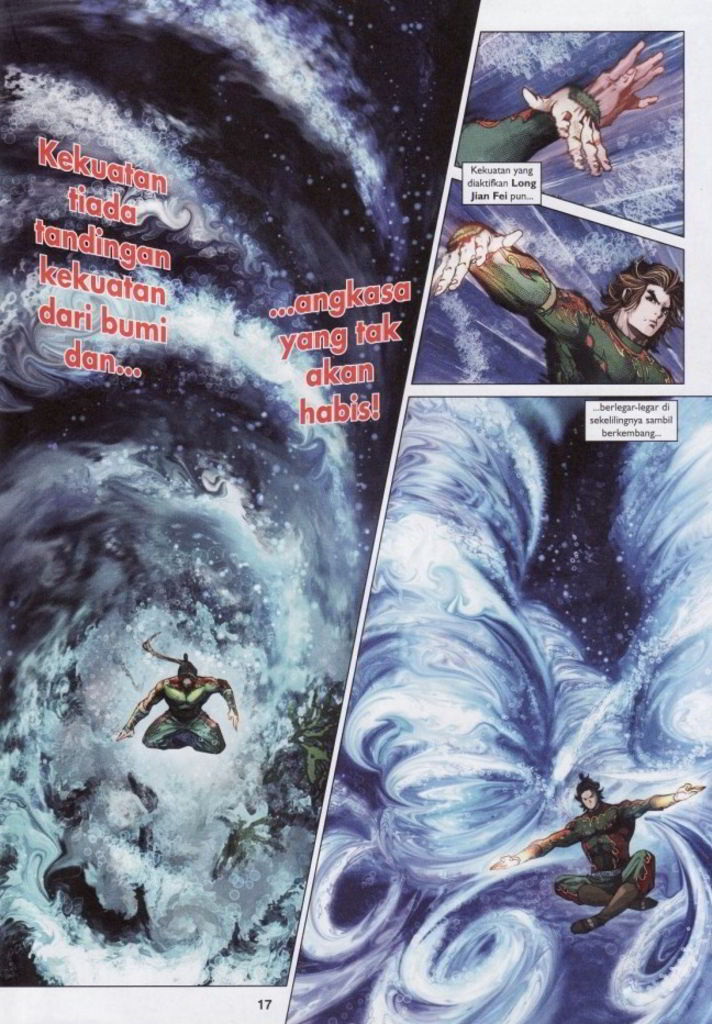 Kekuatan
tiada
tandingan
kekuatan
dari bumi
dan...
...angkasa
yang tak
akan
habis!
Kekuatan yang
diaktifkan Long
Jian Fei pun...
...berlegar-legar di
sekelilingnya sambil
berkembang...
17